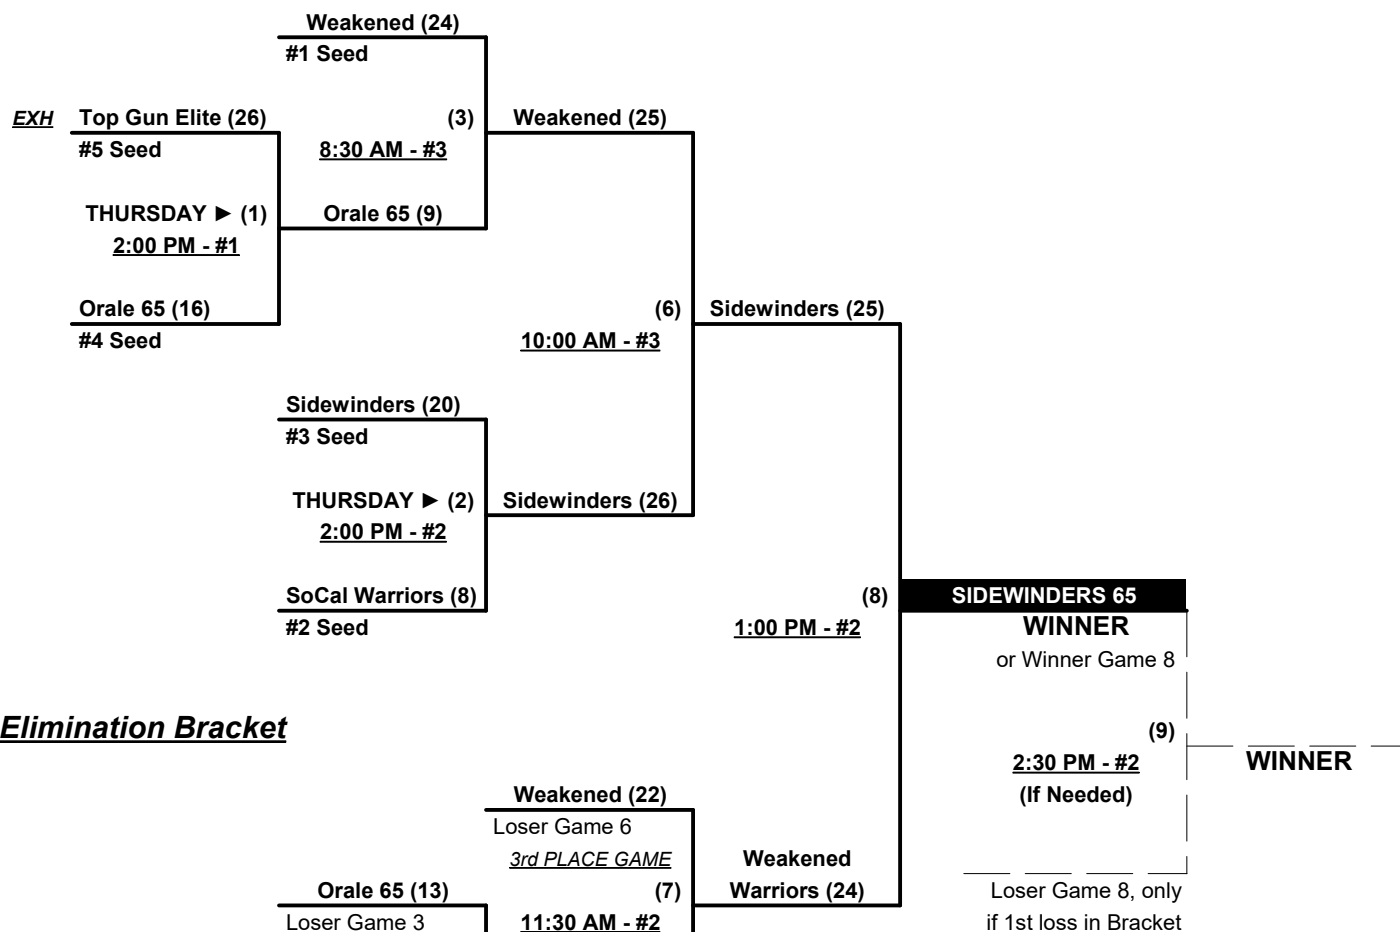 Weakened (24)
#1 Seed
EXH Top Gun Elite (26) (3) Weakened (25)
#5 Seed 8:30 AM - #3
THURSDAY ► (1) Orale 65 (9)
2:00 PM - #1
Orale 65 (16) (6) Sidewinders (25)
#4 Seed 10:00 AM - #3
Sidewinders (20)
#3 Seed
THURSDAY ► (2) Sidewinders (26)
2:00 PM - #2
SoCal Warriors (8) (8) SIDEWINDERS 65
#2 Seed 1:00 PM - #2 WINNER
or Winner Game 8
Elimination Bracket (9)
2:30 PM - #2 WINNER
Weakened (22) (If Needed)
Loser Game 6
3rd PLACE GAME Weakened
Orale 65 (13) (7) Warriors (24) Loser Game 8, only
Loser Game 3 11:30 AM - #2 if 1st loss in Bracket